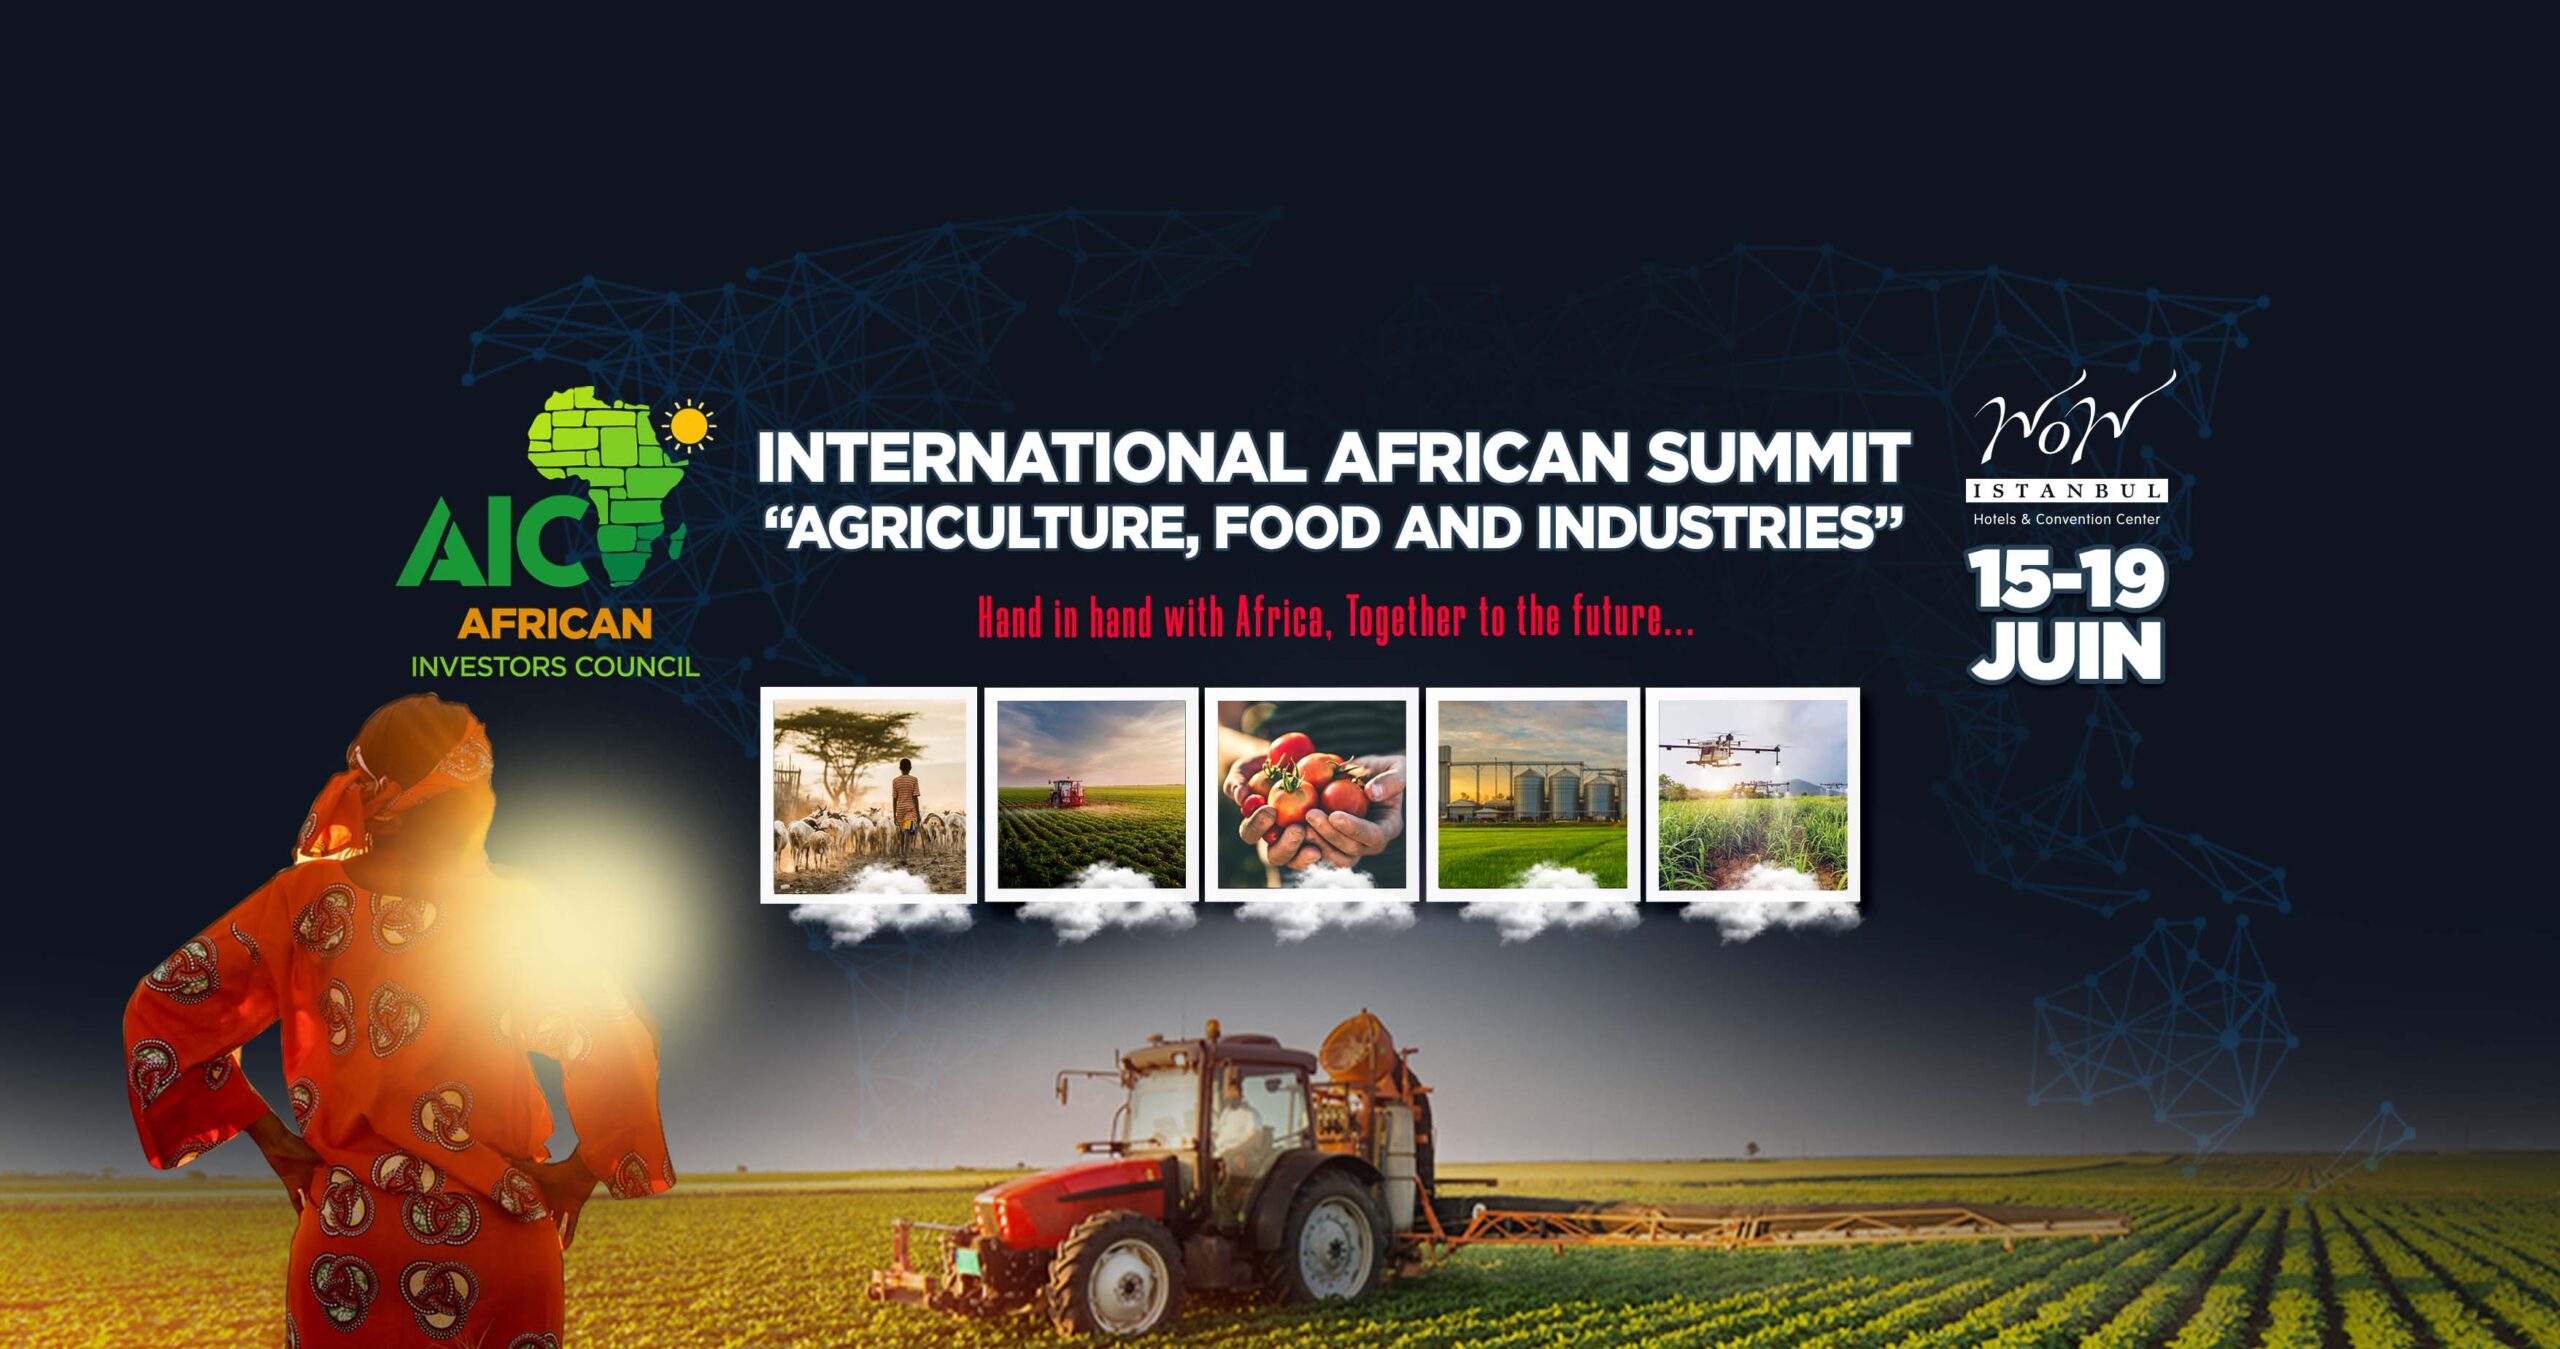 AIC
AFRICAN
INVESTORS COUNCIL
INTERNATIONAL AFRICAN SUMMIT
“AGRICULTURE, FOOD AND INDUSTRIES”
Hand in hand with Africa, Together to the future...
WOW
ISTANBUL
Hotels & Convention Center
15-19
JUIN